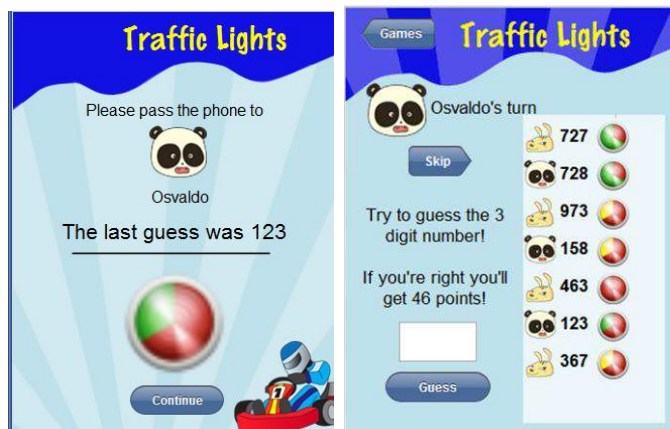 Traffic Lights
Please pass the phone to
Osvaldo
The last guess was 123
Continue
1
Games
Traffic Lights
Osvaldo's turn
Skip
Try to guess the 3
digit number!
If you're right you'll
get 46 points!
Guess
727
728
973
158
463
123
367